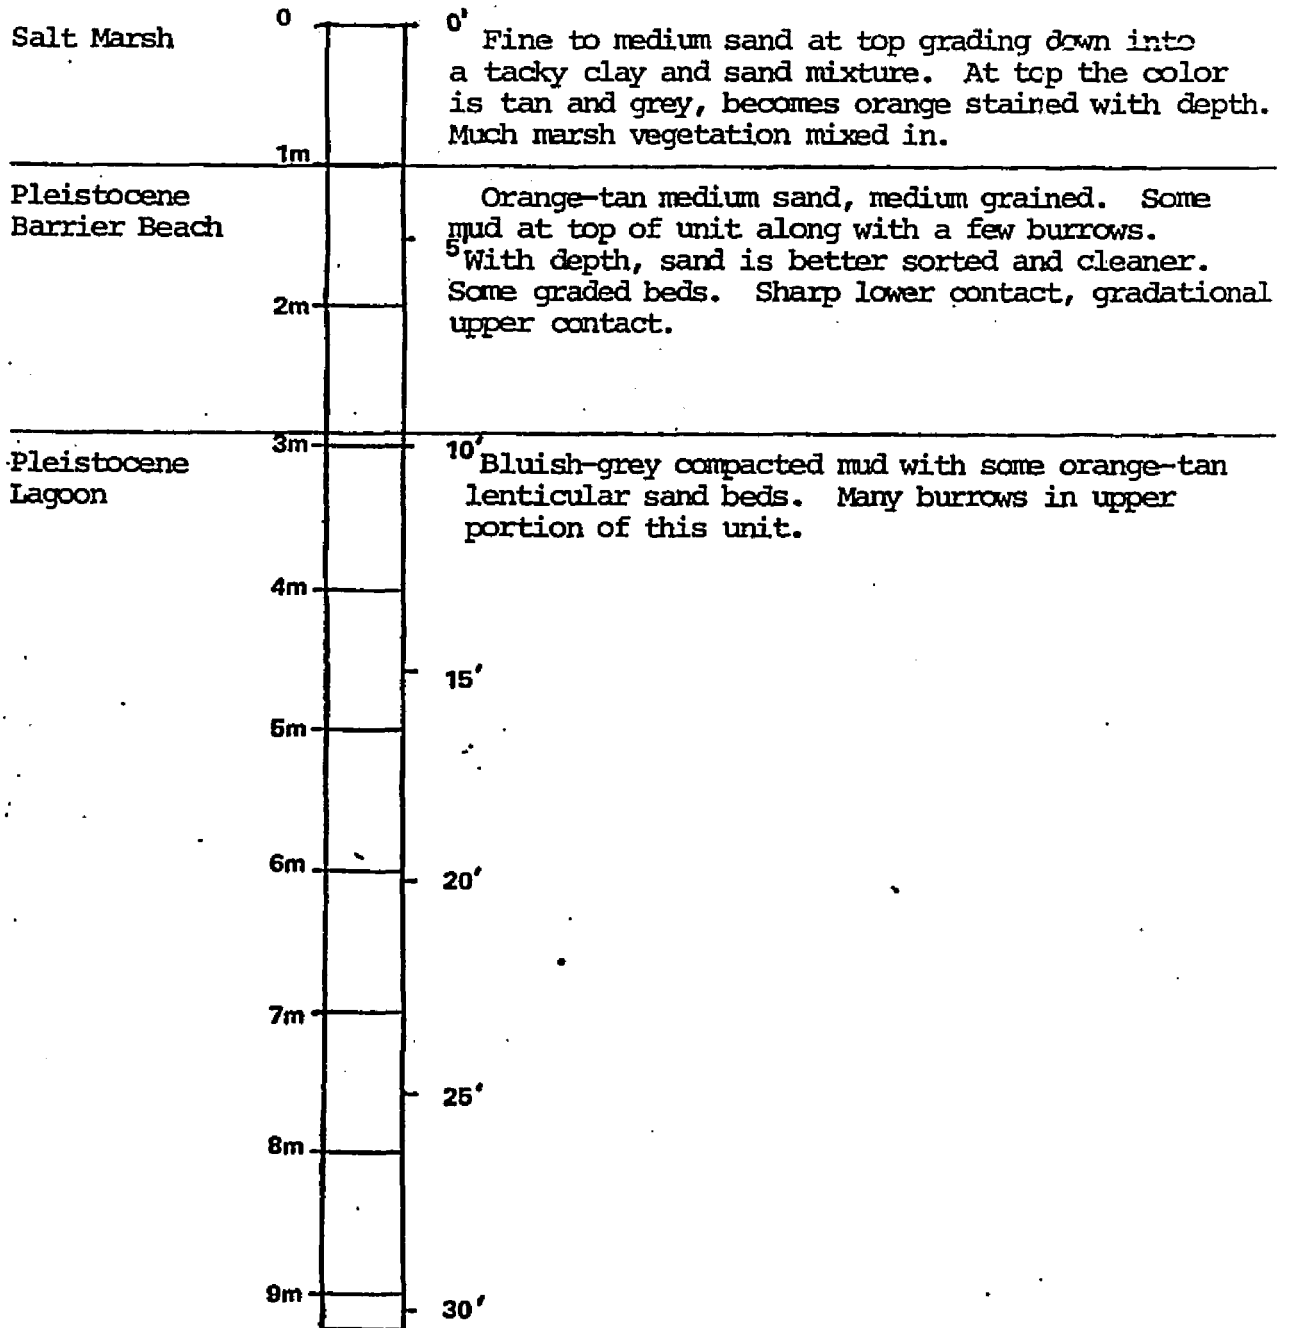 0 0'
Salt Marsh
Fine to medium sand at top grading down into
a tacky clay and sand mixture. At top the color
is tan and grey, becomes orange stained with depth.
Much marsh vegetation mixed in.
1m
Pleistocene
Barrier Beach
Orange-tan medium sand, medium grained. Some
mud at top of unit along with a few burrows.
5
With depth, sand is better sorted and cleaner.
Some graded beds. Sharp lower contact, gradational
upper contact.
2m
3m 10'
Pleistocene
Lagoon
Bluish-grey compacted mud with some orange-tan
lenticular sand beds. Many burrows in upper
portion of this unit.
4m
15'
5m
6m
20'
7m
25'
8m
9m
30'